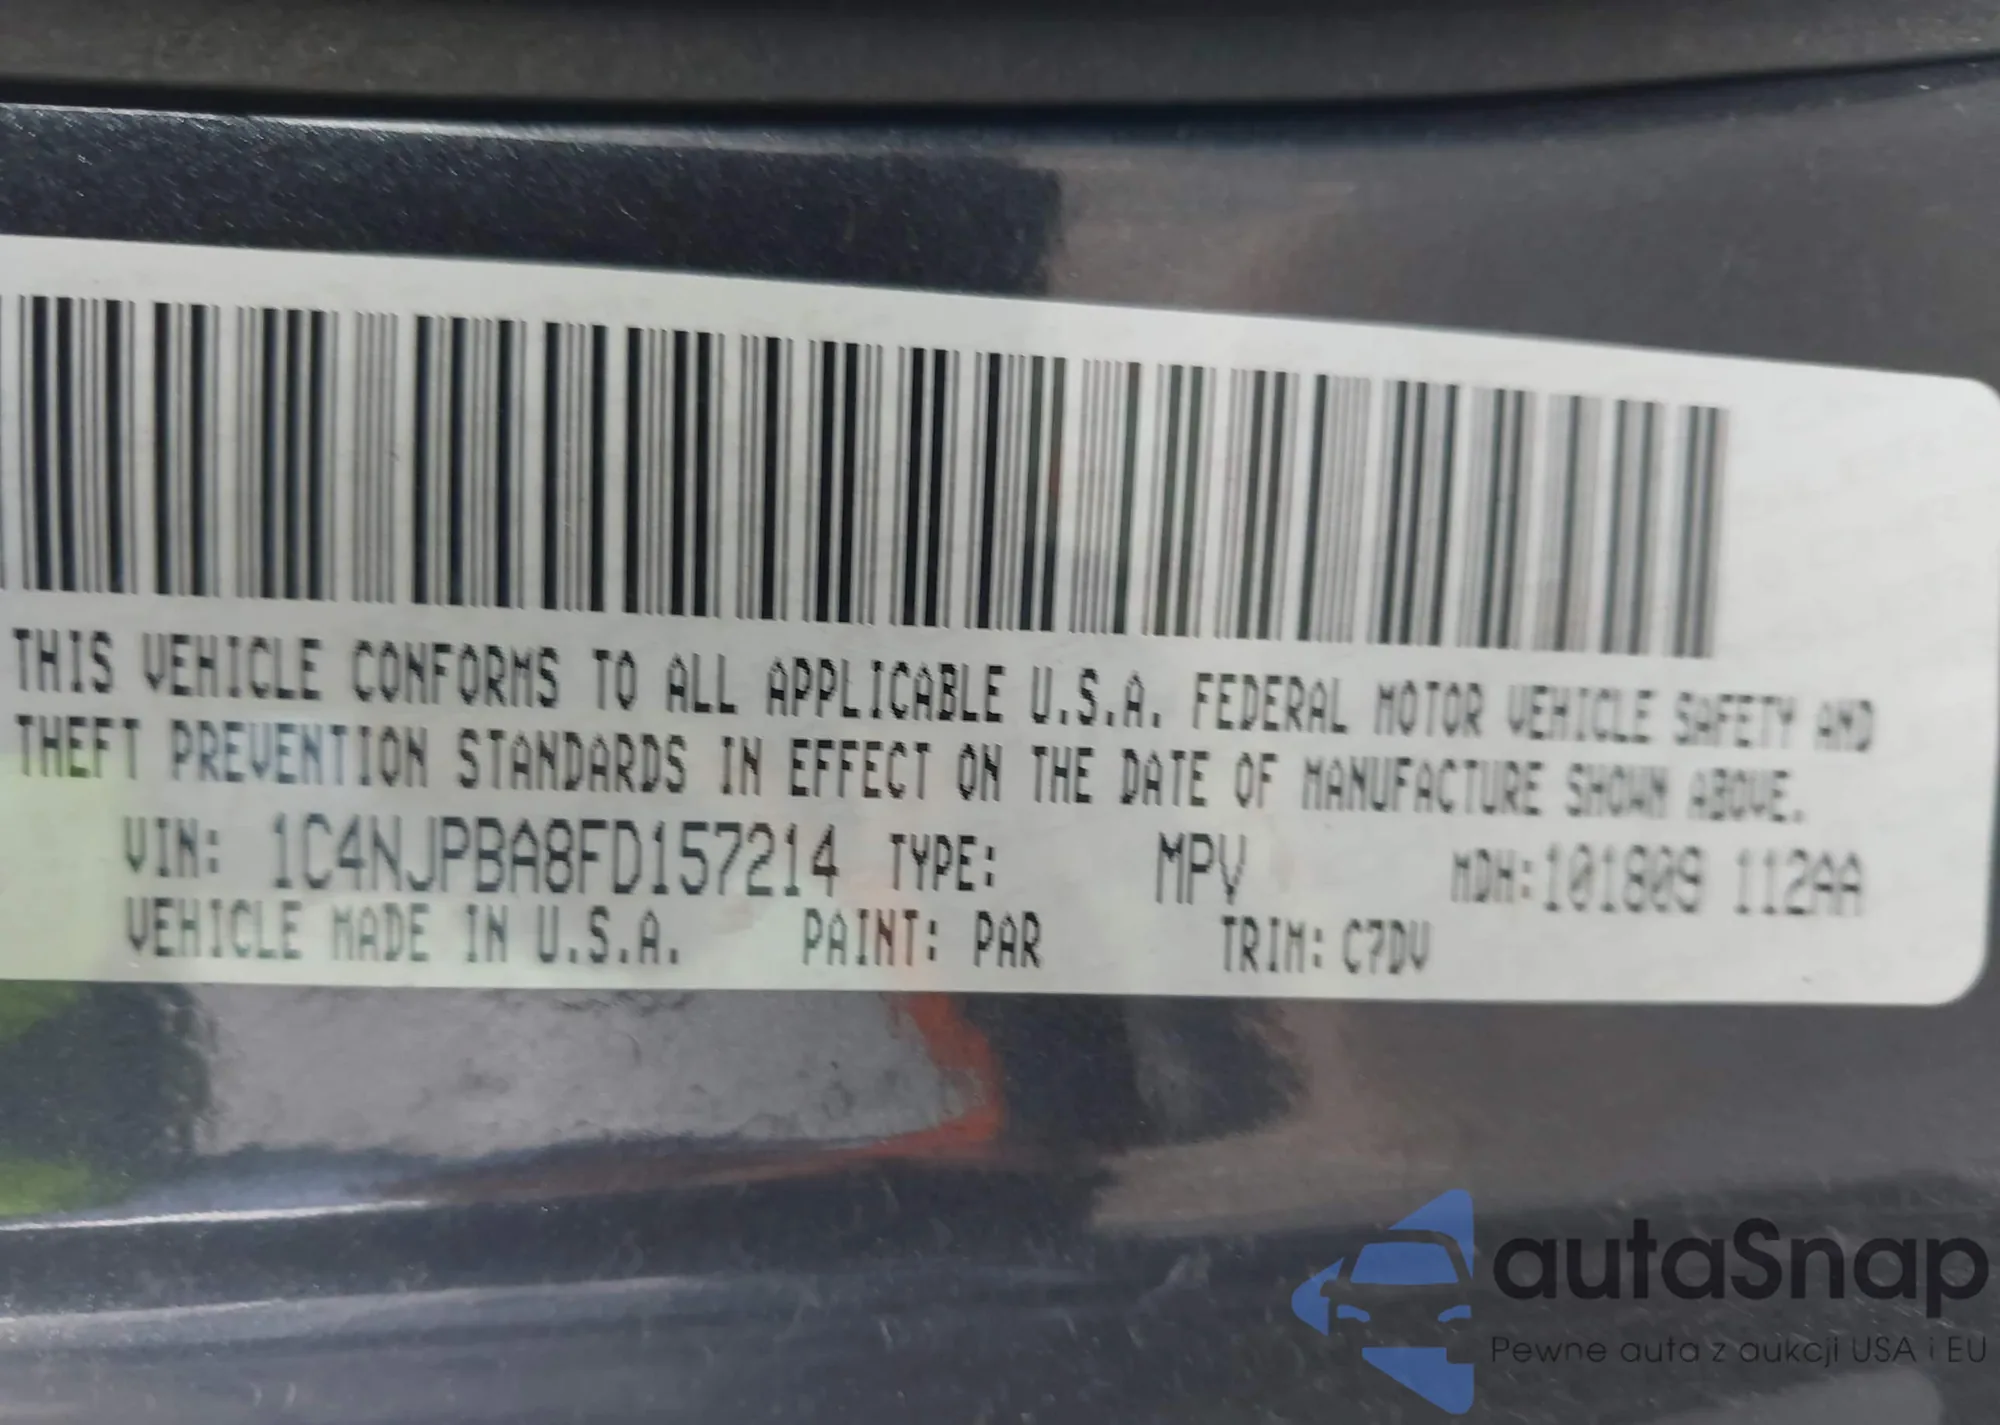 THIS VEHICLE CONFORMS TO ALL APPLICABLE U.S.A. FEDERAL MOTOR VEHICLE SAFETY AND
THEFT PREVENTION STANDARDS IN EFFECT ON THE DATE OF MANUFACTURE SHOWN ABOVE.
VIN: 1C4NJPBA8FD157214 TYPE: MPV MDH:101809 112AA
VEHICLE MADE IN U.S.A. PAINT: PAR TRIM: C7DV
autaSnap
Pewne auta z aukcji USA i EU